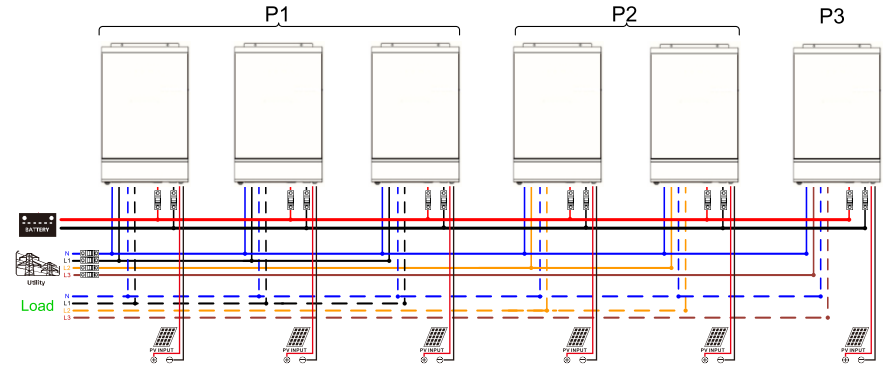 P1 P2 P3
BATTERY
N
L1
L2
L3
Utility
Load
N
L1
L2
L3
PV INPUT PV INPUT PV INPUT PV INPUT PV INPUT PV INPUT